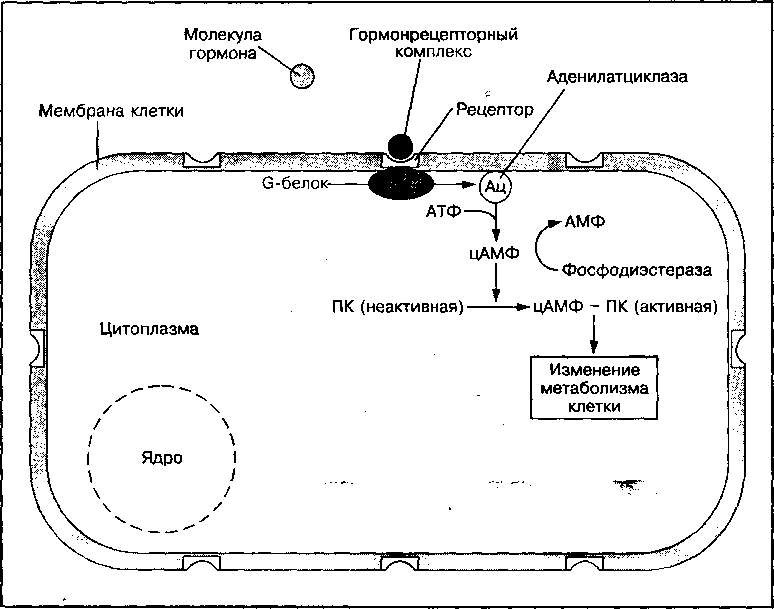 Молекула
гормона
Гормонрецепторный
комплекс
Аденилатциклаза
Мембрана клетки
Рецептор
G-белок
Ац
АТФ
АМФ
цАМФ
Фосфодиэстераза
ПК (неактивная)
цАМФ – ПК (активная)
Цитоплазма
Изменение
метаболизма
клетки
Ядро